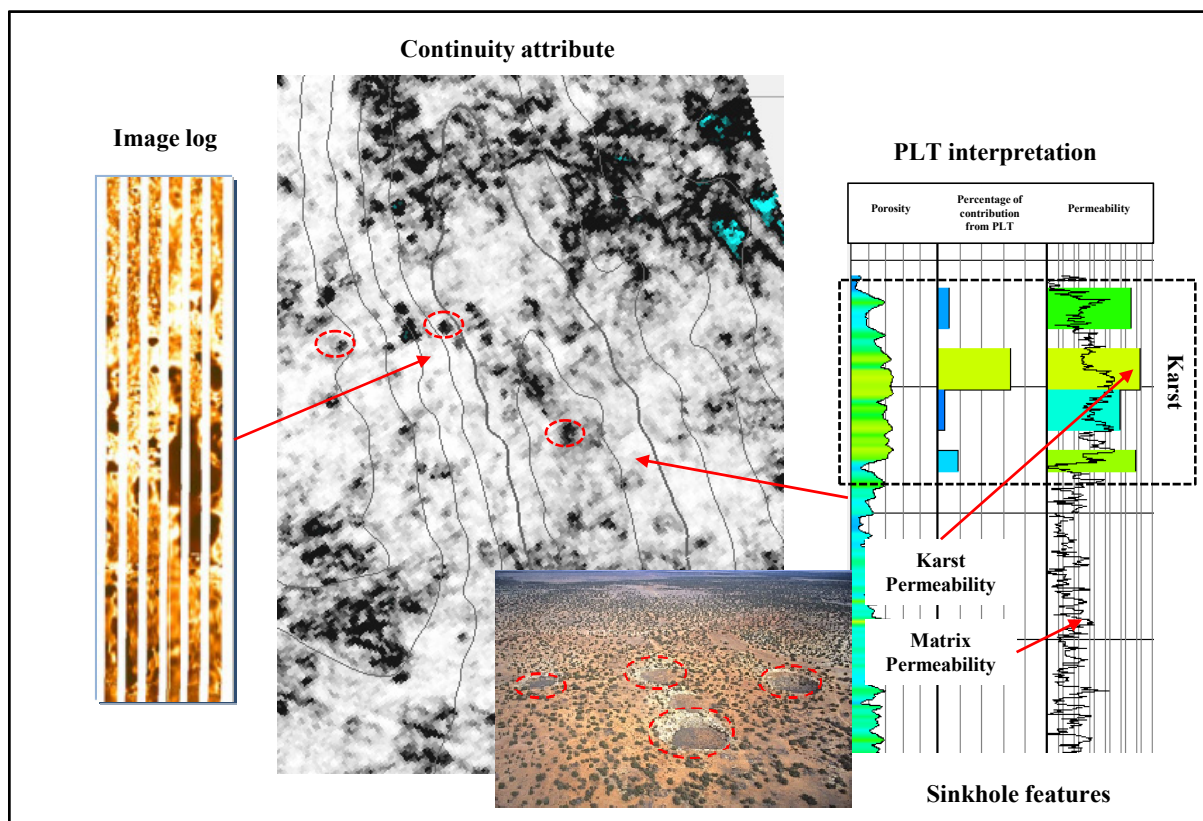 Continuity attribute
Image log
PLT interpretation
Porosity
Percentage of
contribution
from PLT
Permeability
Karst
Karst
Permeability
Matrix
Permeability
Sinkhole features